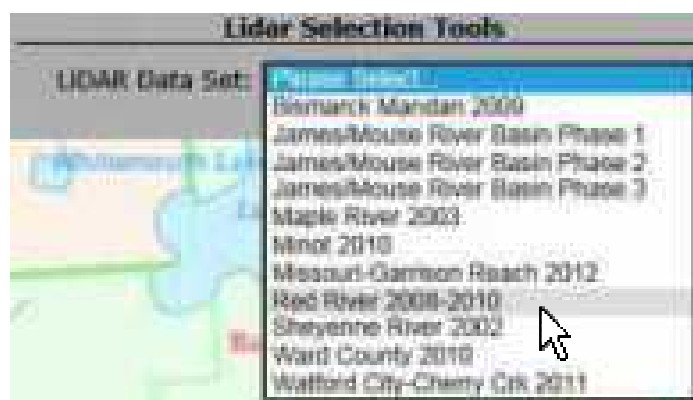 Lidar Selection Tools
LiDAR Data Set:
Please Select
Bismarck Mandan 2009
James/Mouse River Basin Phase 1
James/Mouse River Basin Phase 2
James/Mouse River Basin Phase 3
Maple River 2003
Minot 2010
Missouri-Garrison Reach 2012
Red River 2008-2010
Sheyenne River 2002
Ward County 2010
Watford City-Cherry Crk 2011